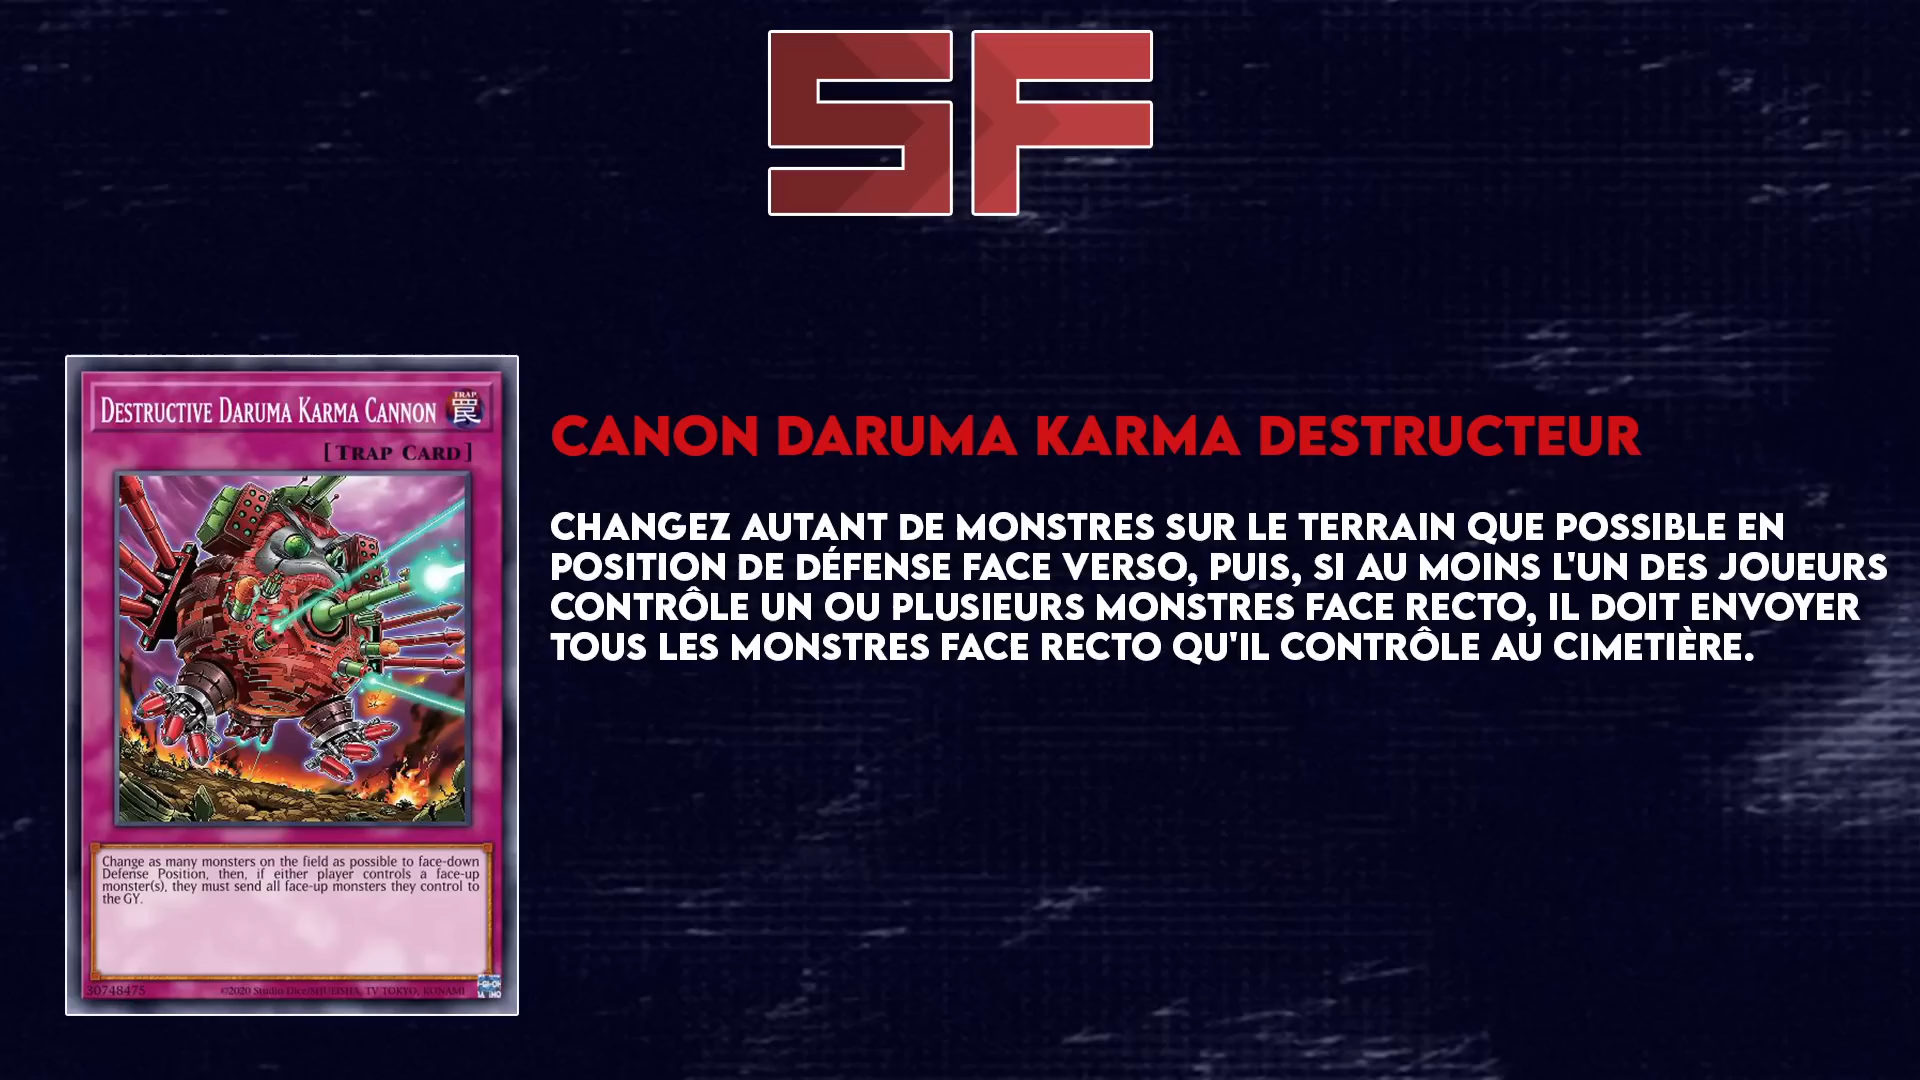 SF
DESTRUCTIVE DARUMA KARMA CANNON
TRAP
罠
[TRAP CARD]
CANON DARUMA KARMA DESTRUCTEUR
CHANGEZ AUTANT DE MONSTRES SUR LE TERRAIN QUE POSSIBLE EN
POSITION DE DÉFENSE FACE VERSO, PUIS, SI AU MOINS L'UN DES JOUEURS
CONTRÔLE UN OU PLUSIEURS MONSTRES FACE RECTO, IL DOIT ENVOYER
TOUS LES MONSTRES FACE RECTO QU'IL CONTRÔLE AU CIMETIÈRE.
Change as many monsters on the field as possible to face-down
Defense Position, then, if either player controls a face-up
monster(s), they must send all face-up monsters they control to
the GY.
30748475
©2020 Studio Dice/SHUEISHA, TV TOKYO, KONAMI